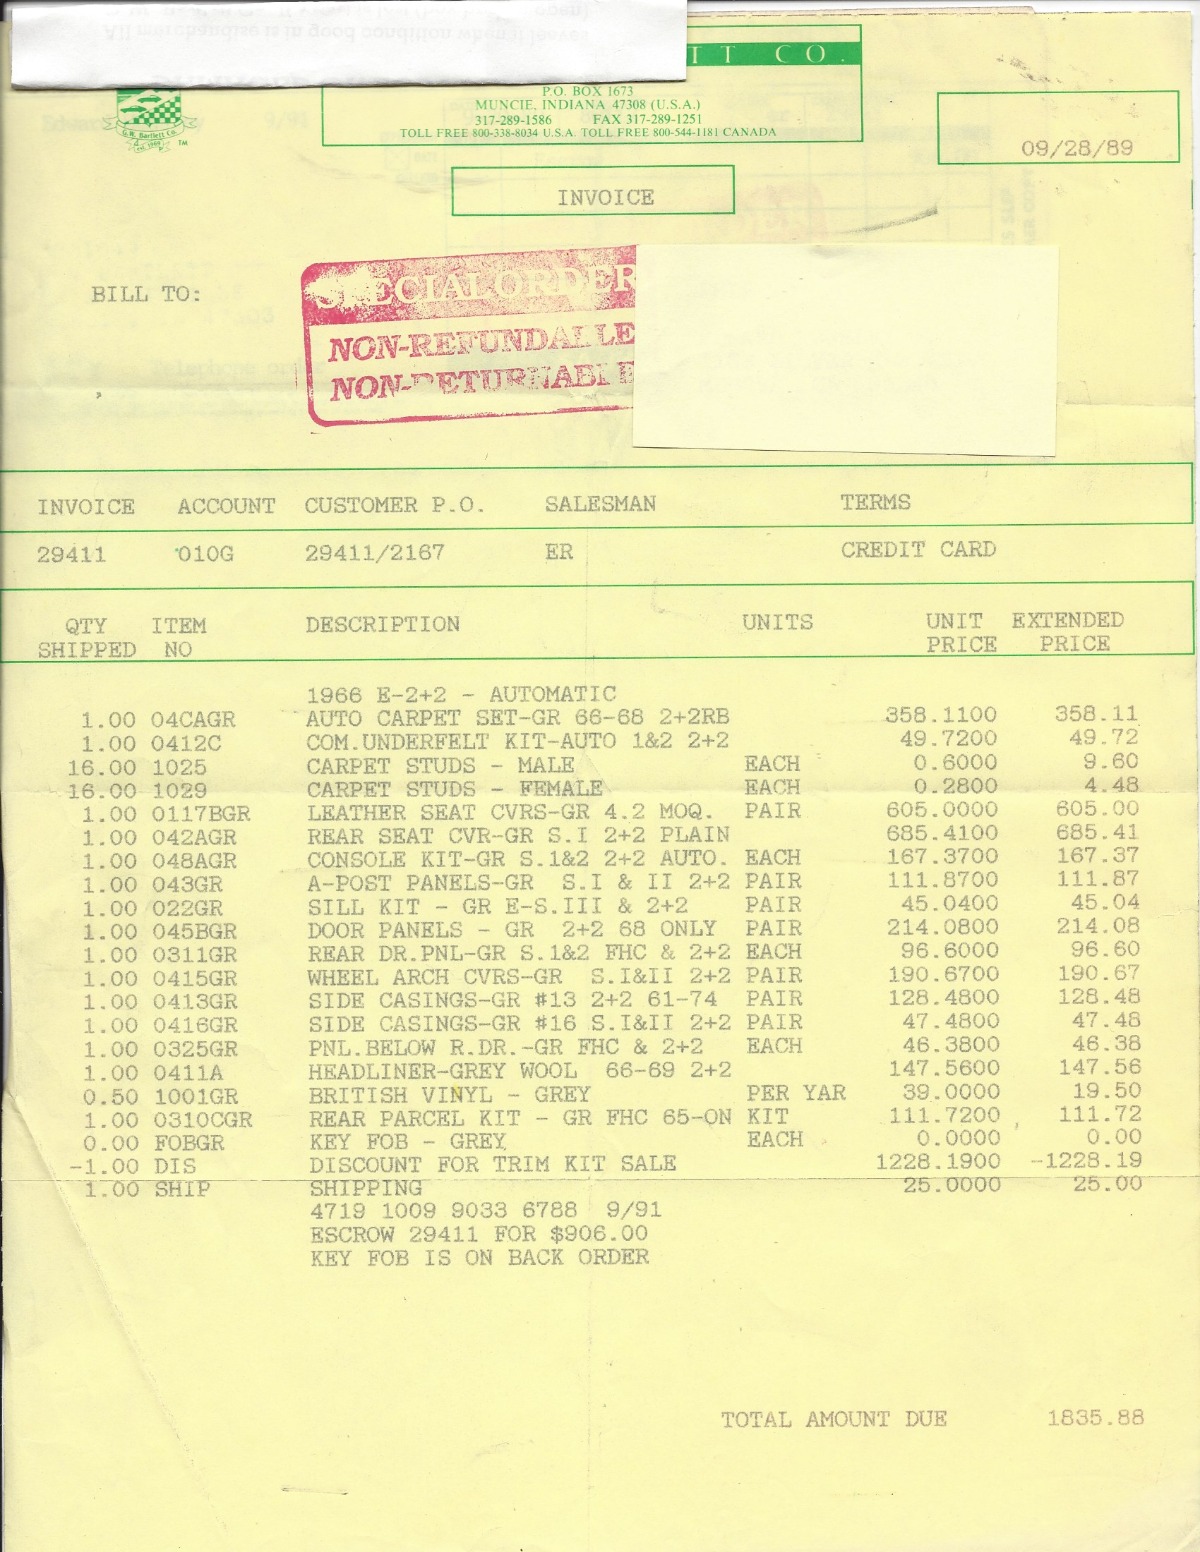 TT CO.
P.O. BOX 1673
MUNCIE, INDIANA 47308 (U.S.A.)
317-289-1586 FAX 317-289-1251
TOLL FREE 800-338-8034 U.S.A. TOLL FREE 800-544-1181 CANADA
G.W. Bartlett Co.
TM
09/28/89
INVOICE
BILL TO:
SPECIAL ORDER
NON-REFUNDABLE
NON-RETURNABLE
INVOICE ACCOUNT CUSTOMER P.O. SALESMAN TERMS
29411 010G 29411/2167 ER CREDIT CARD
QTY ITEM DESCRIPTION UNITS UNIT EXTENDED
SHIPPED NO PRICE PRICE
1966 E-2+2 - AUTOMATIC
1.00 04CAGR AUTO CARPET SET-GR 66-68 2+2RB 358.1100 358.11
1.00 0412C COM.UNDERFELT KIT-AUTO 1&2 2+2 49.7200 49.72
16.00 1025 CARPET STUDS - MALE EACH 0.6000 9.60
16.00 1029 CARPET STUDS - FEMALE EACH 0.2800 4.48
1.00 0117BGR LEATHER SEAT CVRS-GR 4.2 MOQ. PAIR 605.0000 605.00
1.00 042AGR REAR SEAT CVR-GR S.I 2+2 PLAIN 685.4100 685.41
1.00 048AGR CONSOLE KIT-GR S.1&2 2+2 AUTO. EACH 167.3700 167.37
1.00 043GR A-POST PANELS-GR S.I & II 2+2 PAIR 111.8700 111.87
1.00 022GR SILL KIT - GR E-S.III & 2+2 PAIR 45.0400 45.04
1.00 045BGR DOOR PANELS - GR 2+2 68 ONLY PAIR 214.0800 214.08
1.00 0311GR REAR DR.PNL-GR S.1&2 FHC & 2+2 EACH 96.6000 96.60
1.00 0415GR WHEEL ARCH CVRS-GR S.I&II 2+2 PAIR 190.6700 190.67
1.00 0413GR SIDE CASINGS-GR #13 2+2 61-74 PAIR 128.4800 128.48
1.00 0416GR SIDE CASINGS-GR #16 S.I&II 2+2 PAIR 47.4800 47.48
1.00 0325GR PNL.BELOW R.DR.-GR FHC & 2+2 EACH 46.3800 46.38
1.00 0411A HEADLINER-GREY WOOL 66-69 2+2 147.5600 147.56
0.50 1001GR BRITISH VINYL - GREY PER YAR 39.0000 19.50
1.00 0310CGR REAR PARCEL KIT - GR FHC 65-ON KIT 111.7200 111.72
0.00 FOBGR KEY FOB - GREY EACH 0.0000 0.00
-1.00 DIS DISCOUNT FOR TRIM KIT SALE 1228.1900 -1228.19
1.00 SHIP SHIPPING 25.0000 25.00
4719 1009 9033 6788 9/91
ESCROW 29411 FOR $906.00
KEY FOB IS ON BACK ORDER
TOTAL AMOUNT DUE 1835.88